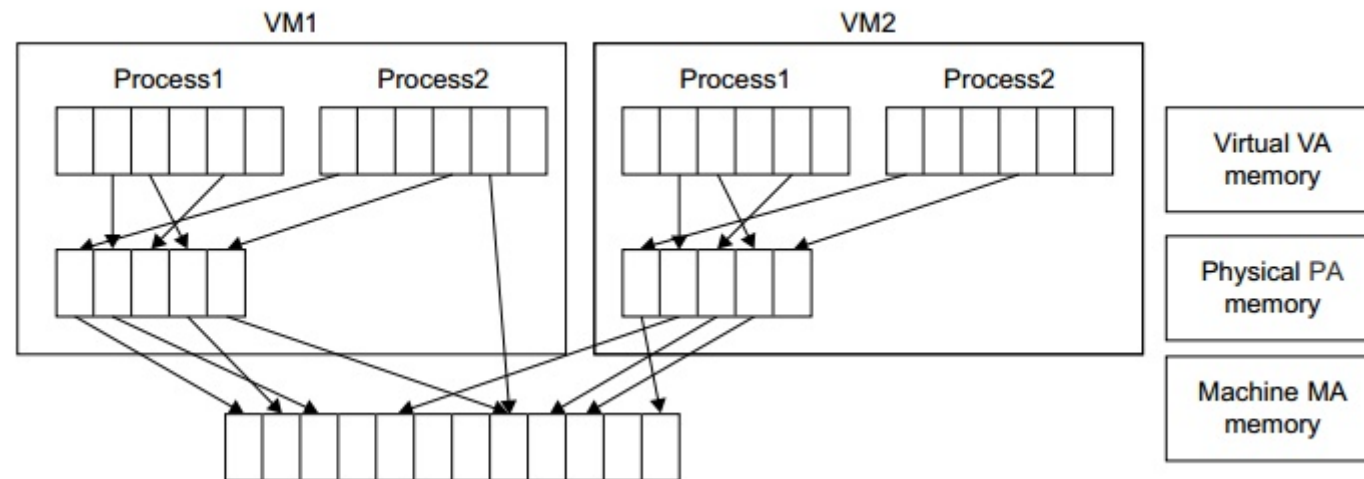 VM1
VM2
Process1
Process2
Process1
Process2
Virtual VA
memory
Physical PA
memory
Machine MA
memory